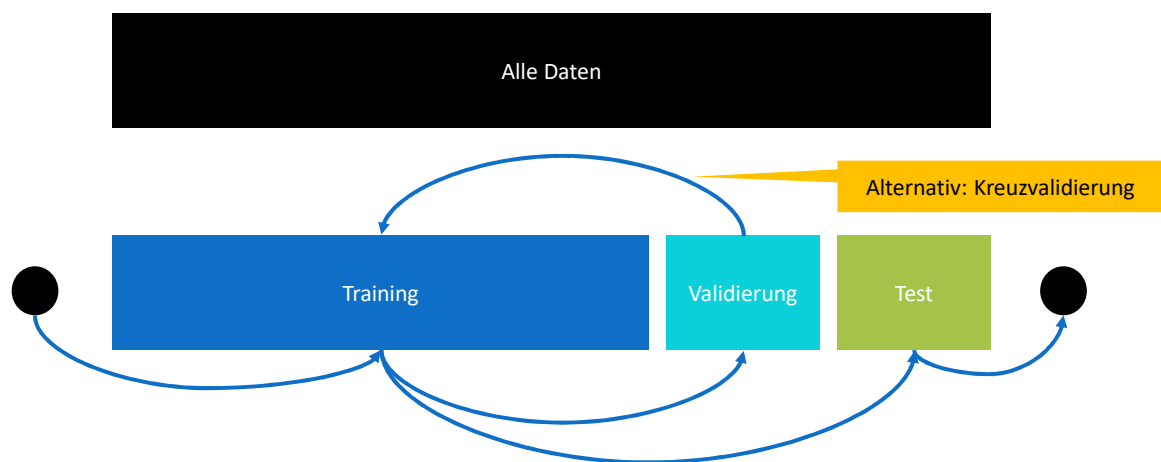 Alle Daten
Alternativ: Kreuzvalidierung
Training
Validierung
Test